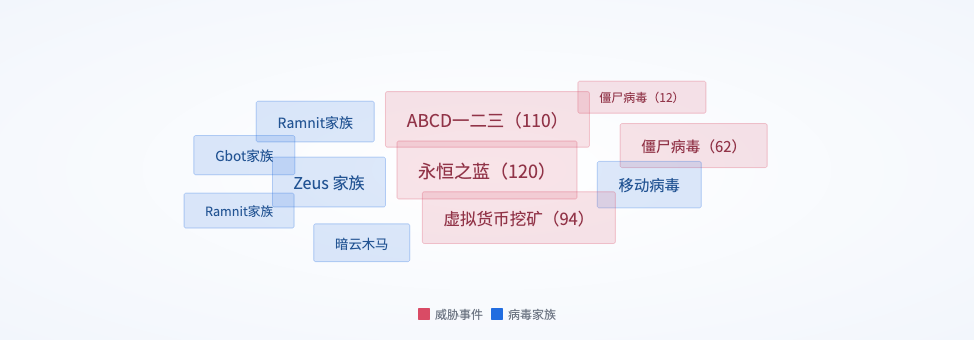 僵尸病毒（12）
Ramnit家族
ABCD一二三（110）
僵尸病毒（62）
Gbot家族
永恒之蓝（120）
Zeus 家族
移动病毒
Ramnit家族
虚拟货币挖矿（94）
暗云木马
威胁事件
病毒家族